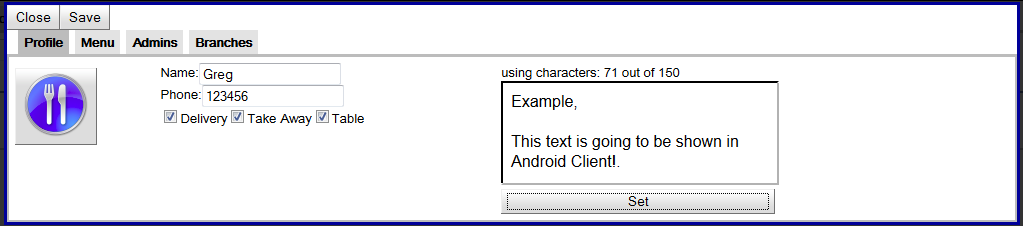 Close Save
Profile Menu Admins Branches
Name: Greg
Phone: 123456
Delivery Take Away Table
using characters: 71 out of 150
Example,
This text is going to be shown in
Android Client!.
Set